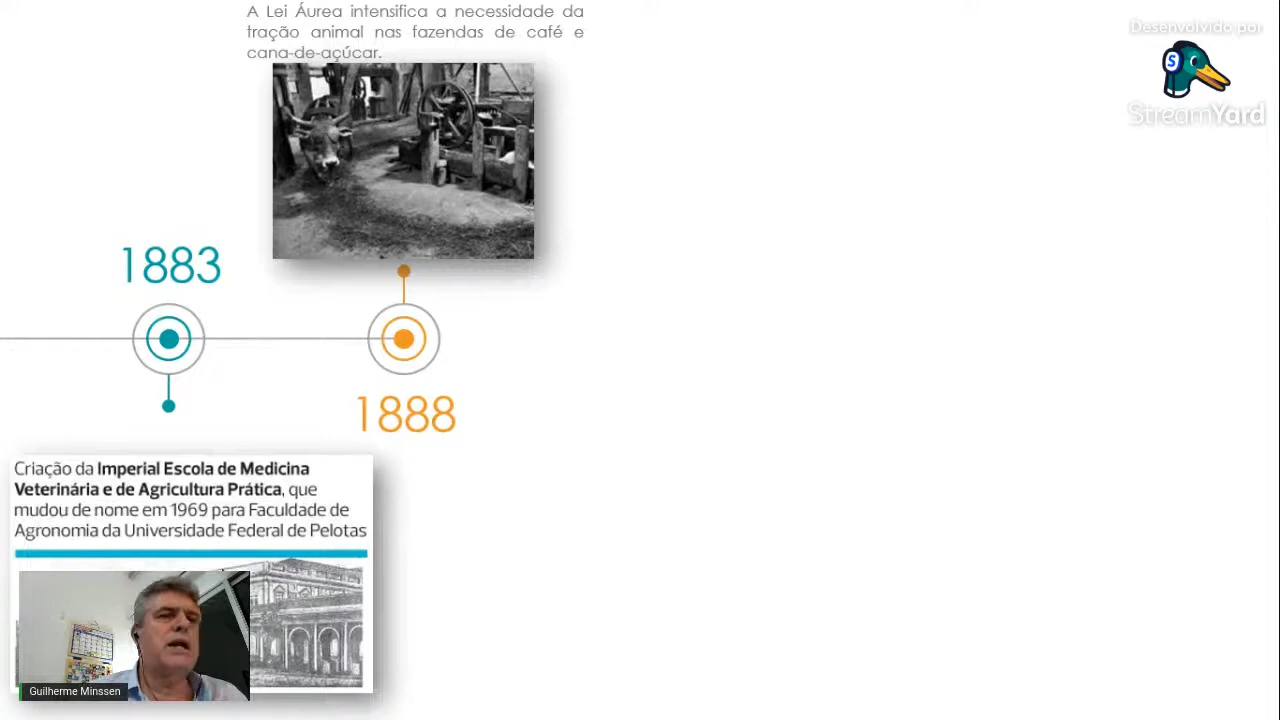 A Lei Áurea intensifica a necessidade da
tração animal nas fazendas de café e
cana-de-açúcar.
Desenvolvido por
StreamYard
1883
1888
Criação da Imperial Escola de Medicina
Veterinária e de Agricultura Prática, que
mudou de nome em 1969 para Faculdade de
Agronomia da Universidade Federal de Pelotas
Guilherme Minssen